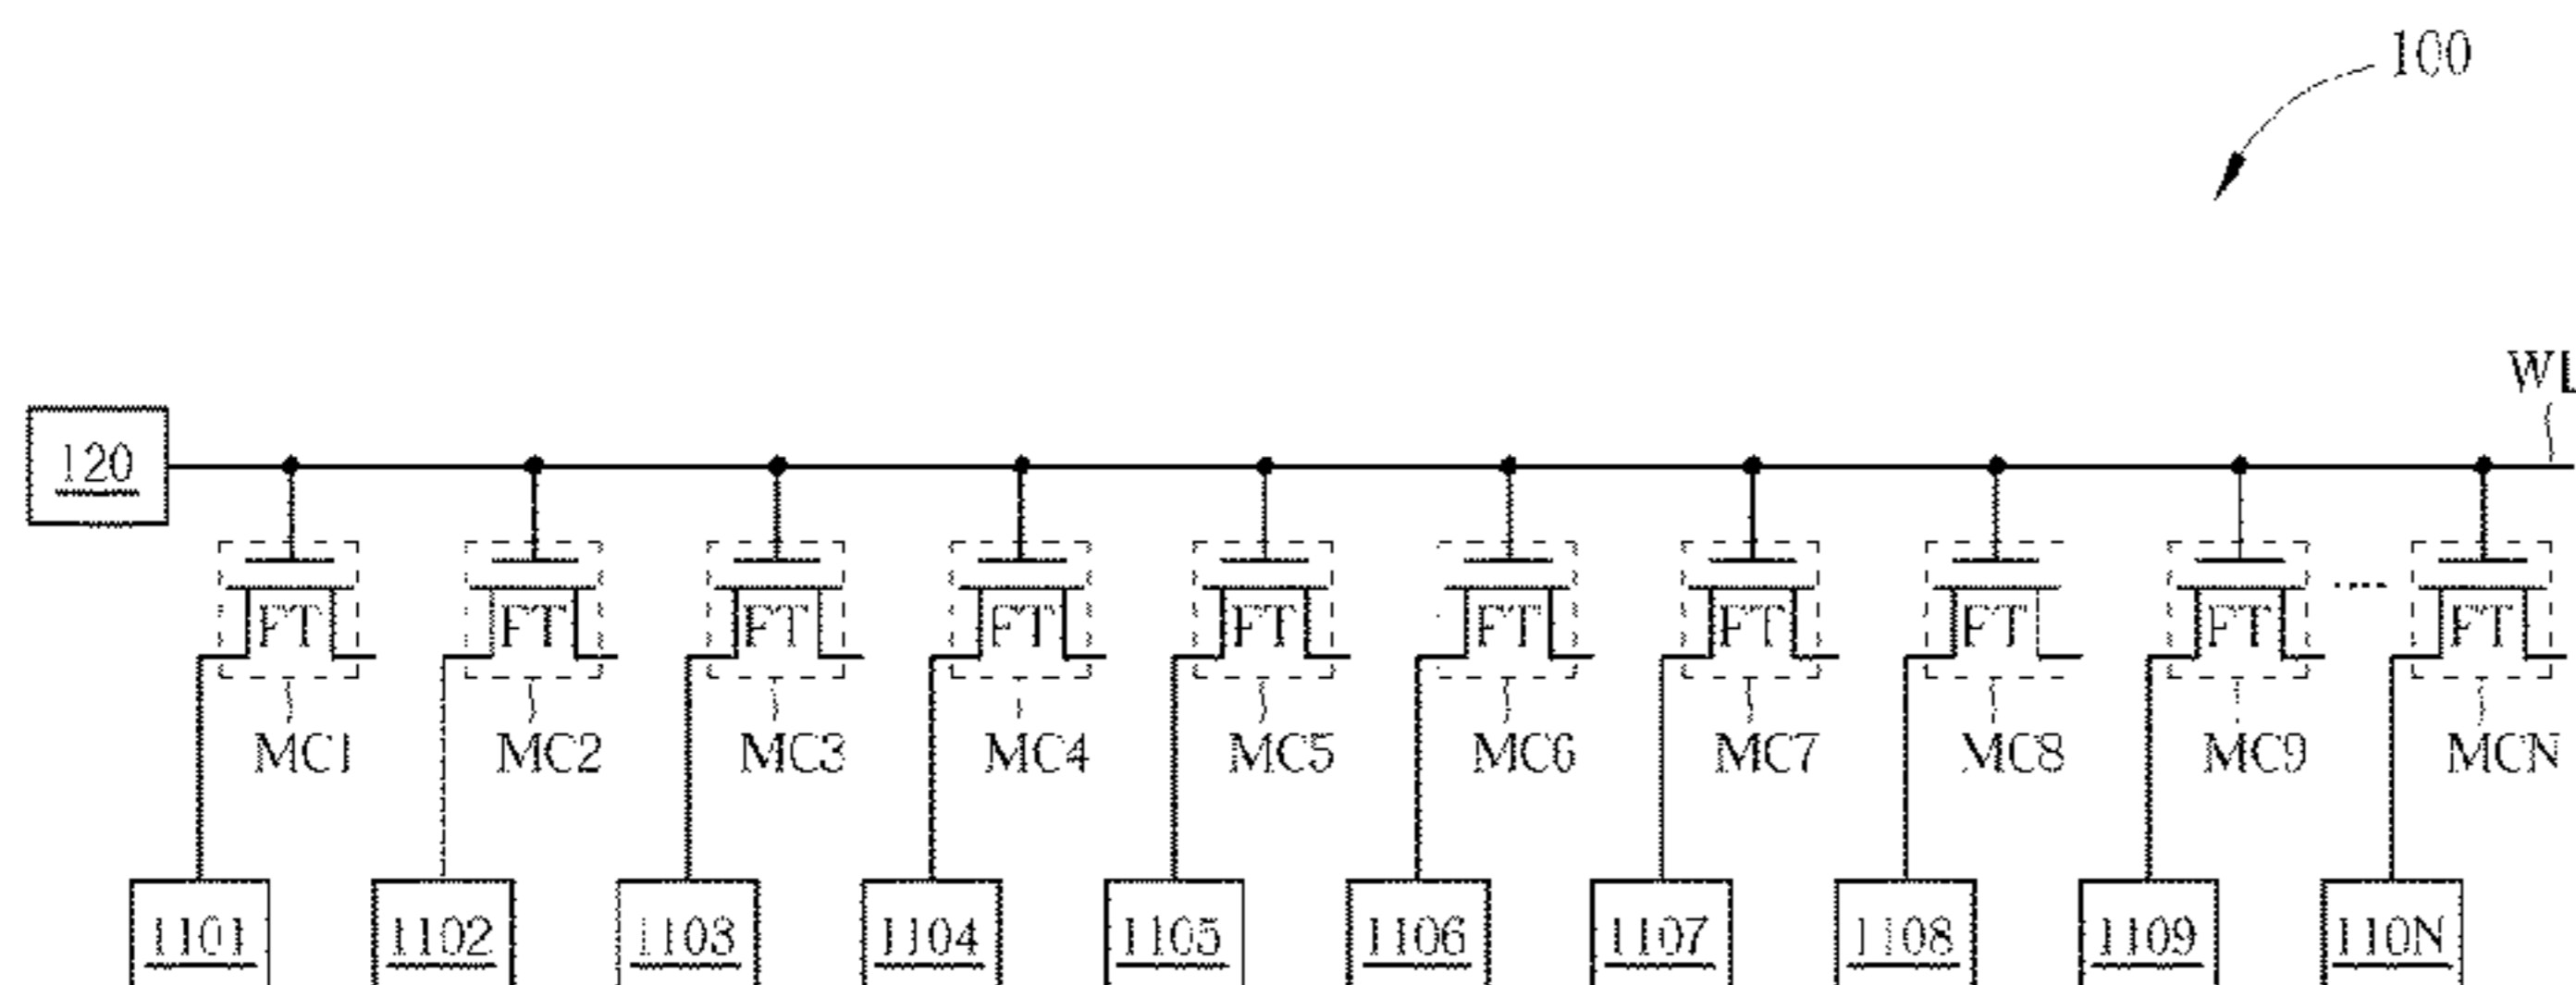 100
WL
120
FT FT FT FT FT FT FT FT FT .... FT
MC1 MC2 MC3 MC4 MC5 MC6 MC7 MC8 MC9 MCN
1101 1102 1103 1104 1105 1106 1107 1108 1109 110N